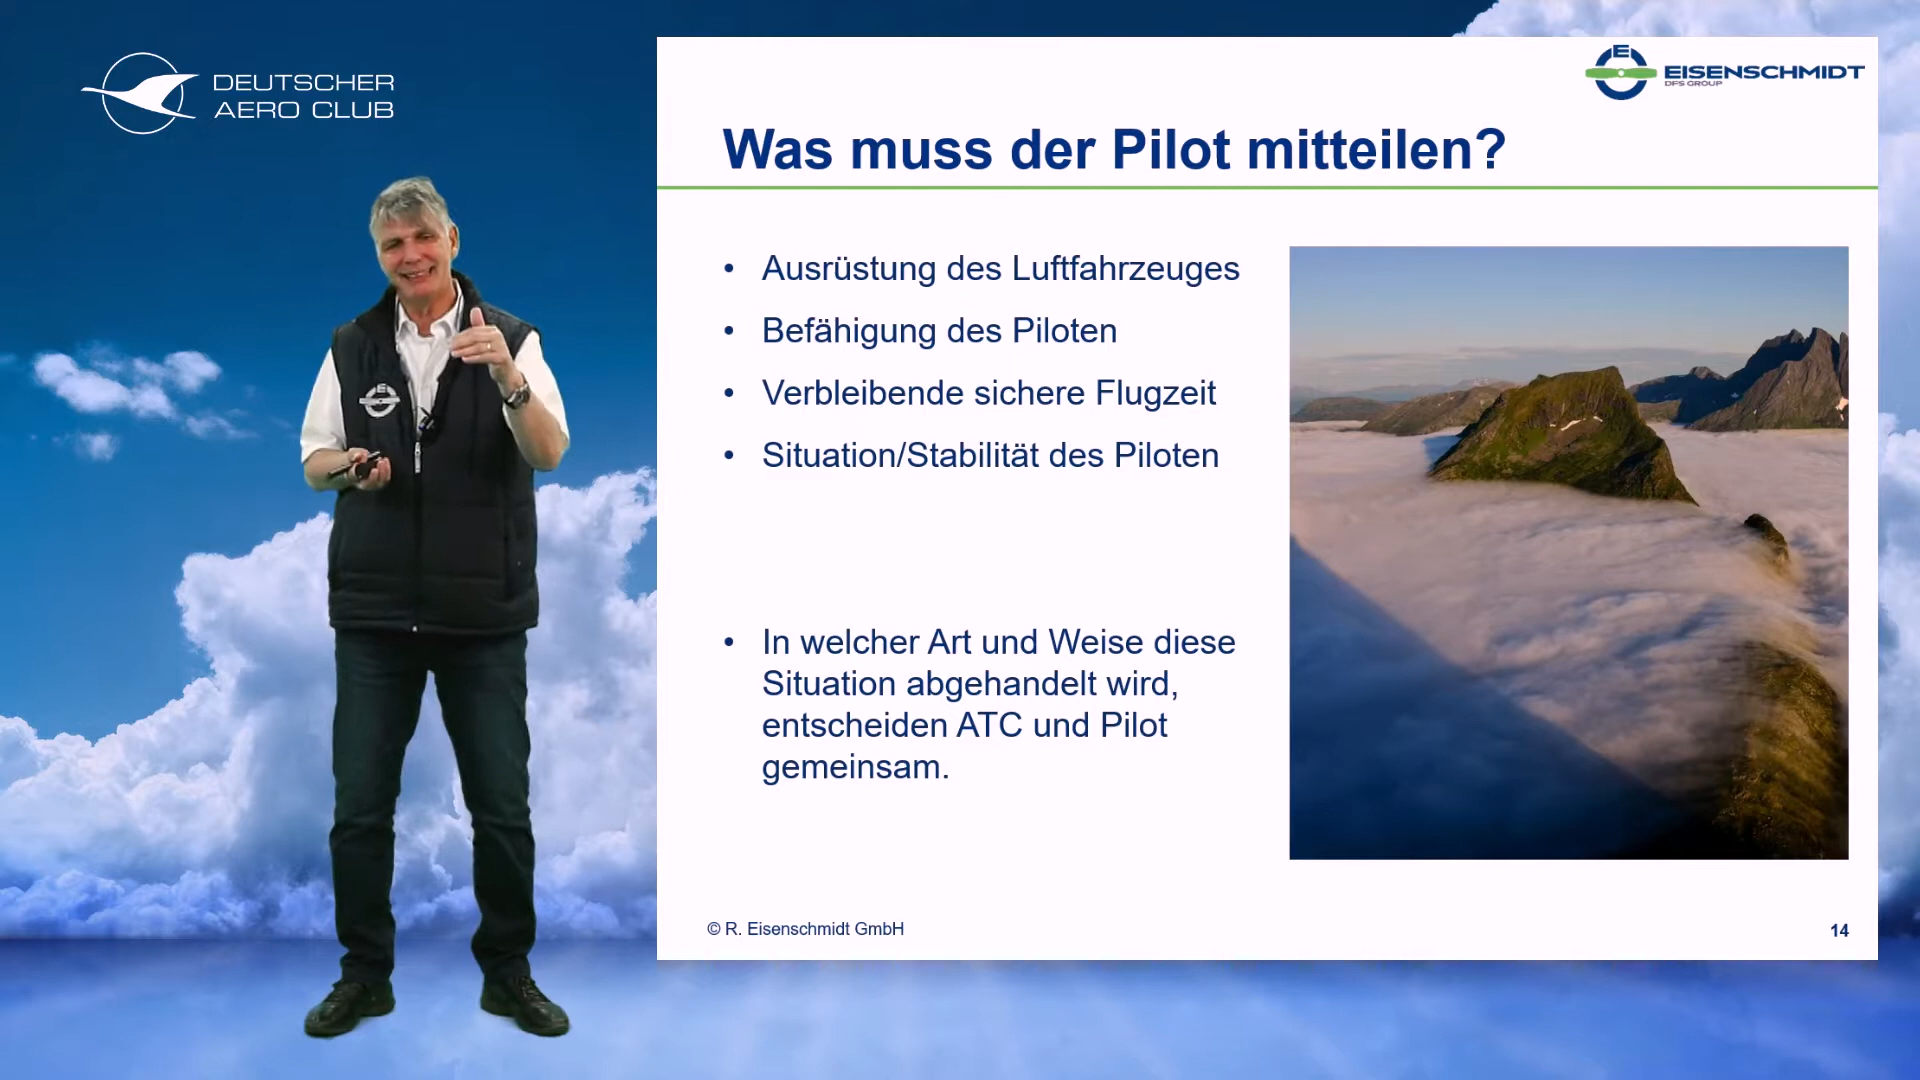 DEUTSCHER
AERO CLUB
E
EISENSCHMIDT
DFS GROUP
Was muss der Pilot mitteilen?
• Ausrüstung des Luftfahrzeuges
• Befähigung des Piloten
• Verbleibende sichere Flugzeit
• Situation/Stabilität des Piloten
• In welcher Art und Weise diese
Situation abgehandelt wird,
entscheiden ATC und Pilot
gemeinsam.
© R. Eisenschmidt GmbH
14